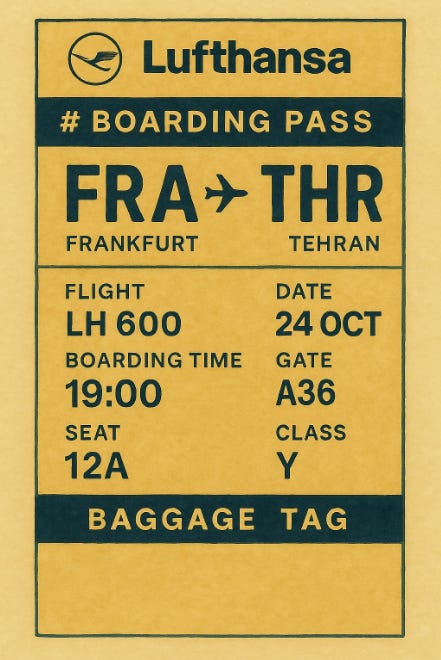 Lufthansa
# BOARDING PASS
FRA THR
FRANKFURT TEHRAN
FLIGHT DATE
LH 600 24 OCT
BOARDING TIME GATE
19:00 A36
SEAT CLASS
12A Y
BAGGAGE TAG